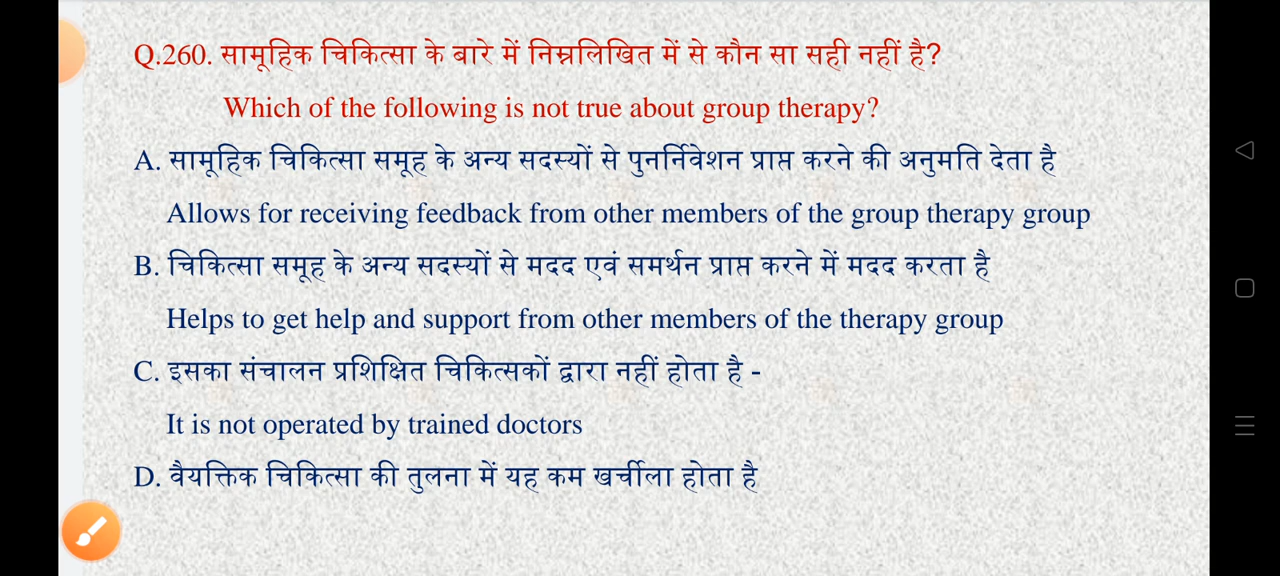 Q.260. सामूहिक चिकित्सा के बारे में निम्नलिखित में से कौन सा सही नहीं है?
Which of the following is not true about group therapy?
A. सामूहिक चिकित्सा समूह के अन्य सदस्यों से पुनर्निवेशन प्राप्त करने की अनुमति देता है
Allows for receiving feedback from other members of the group therapy group
B. चिकित्सा समूह के अन्य सदस्यों से मदद एवं समर्थन प्राप्त करने में मदद करता है
Helps to get help and support from other members of the therapy group
C. इसका संचालन प्रशिक्षित चिकित्सकों द्वारा नहीं होता है -
It is not operated by trained doctors
D. वैयक्तिक चिकित्सा की तुलना में यह कम खर्चीला होता है